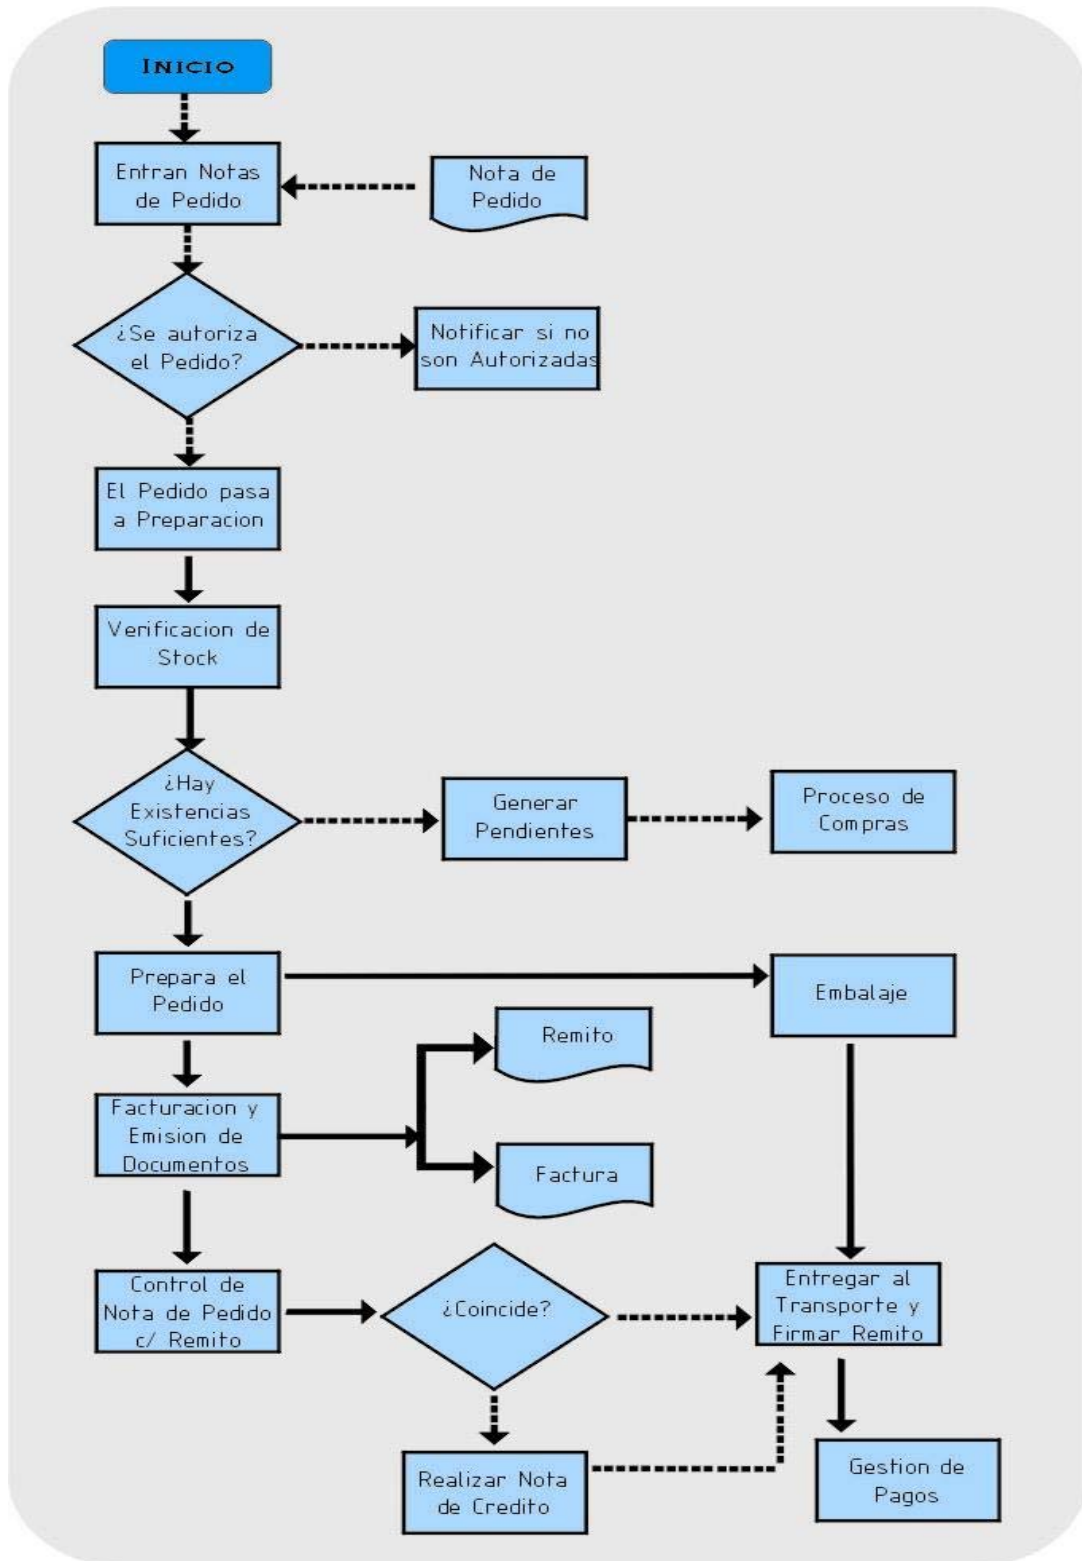 INICIO
Entran Notas
de Pedido
Nota de
Pedido
¿Se autoriza
el Pedido?
Notificar si no
son Autorizadas
El Pedido pasa
a Preparacion
Verificacion de
Stock
¿Hay
Existencias
Suficientes?
Generar
Pendientes
Proceso de
Compras
Prepara el
Pedido
Embalaje
Remito
Facturacion y
Emision de
Documentos
Factura
Control de
Nota de Pedido
c/ Remito
¿Coincide?
Entregar al
Transporte y
Firmar Remito
Realizar Nota
de Credito
Gestion de
Pagos